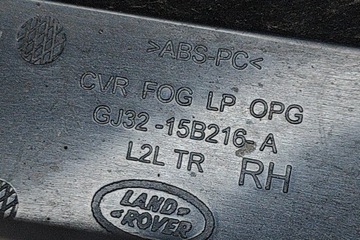 >ABS-PC<
CVR FOG LP OPG
GJ32-15B216 A
L2L TR RH
LAND-
ROVER